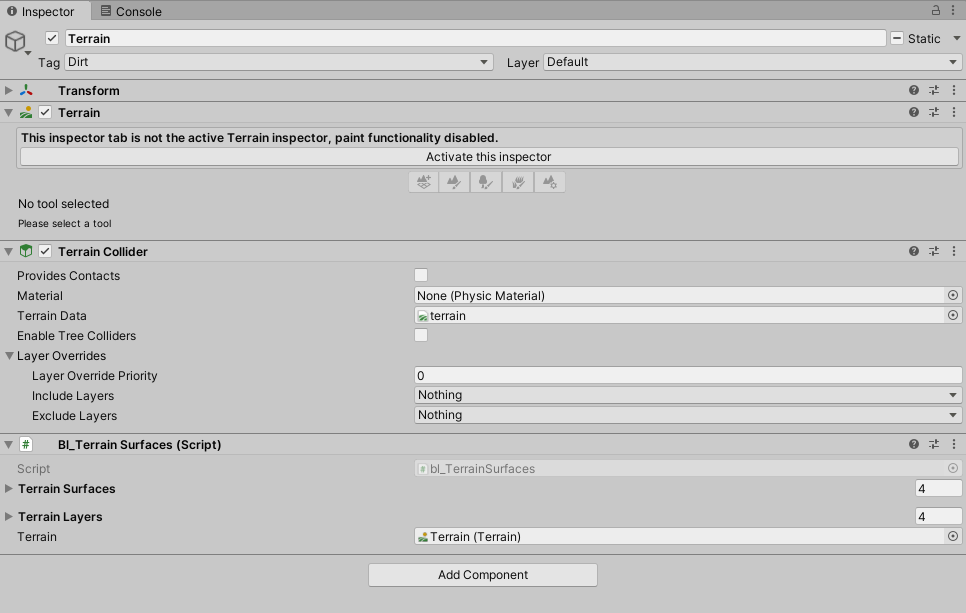 Inspector Console
Terrain Static
Tag Dirt Layer Default
Transform
Terrain
This inspector tab is not the active Terrain inspector, paint functionality disabled.
Activate this inspector
No tool selected
Please select a tool
Terrain Collider
Provides Contacts
Material None (Physic Material)
Terrain Data terrain
Enable Tree Colliders
Layer Overrides
Layer Override Priority 0
Include Layers Nothing
Exclude Layers Nothing
# Bl_Terrain Surfaces (Script)
Script # bl_TerrainSurfaces
Terrain Surfaces 4
Terrain Layers 4
Terrain Terrain (Terrain)
Add Component